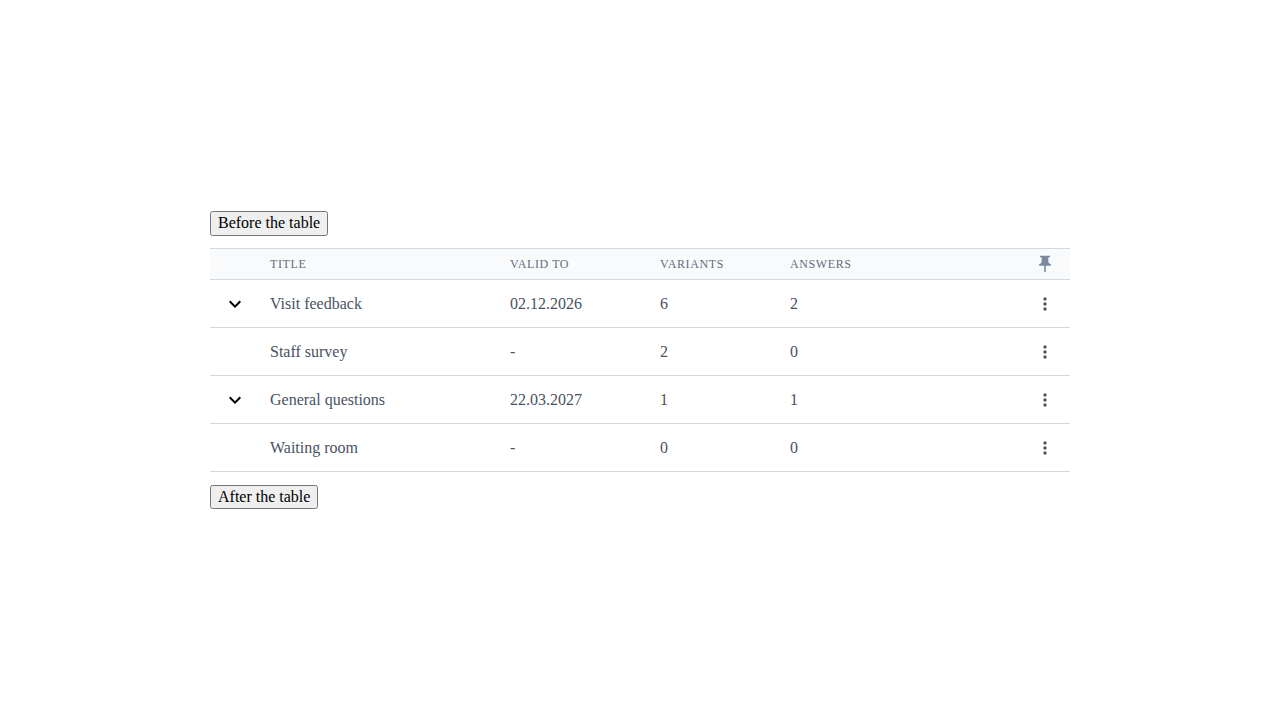 Before the table
TITLE VALID TO VARIANTS ANSWERS
Visit feedback 02.12.2026 6 2
Staff survey - 2 0
General questions 22.03.2027 1 1
Waiting room - 0 0
After the table